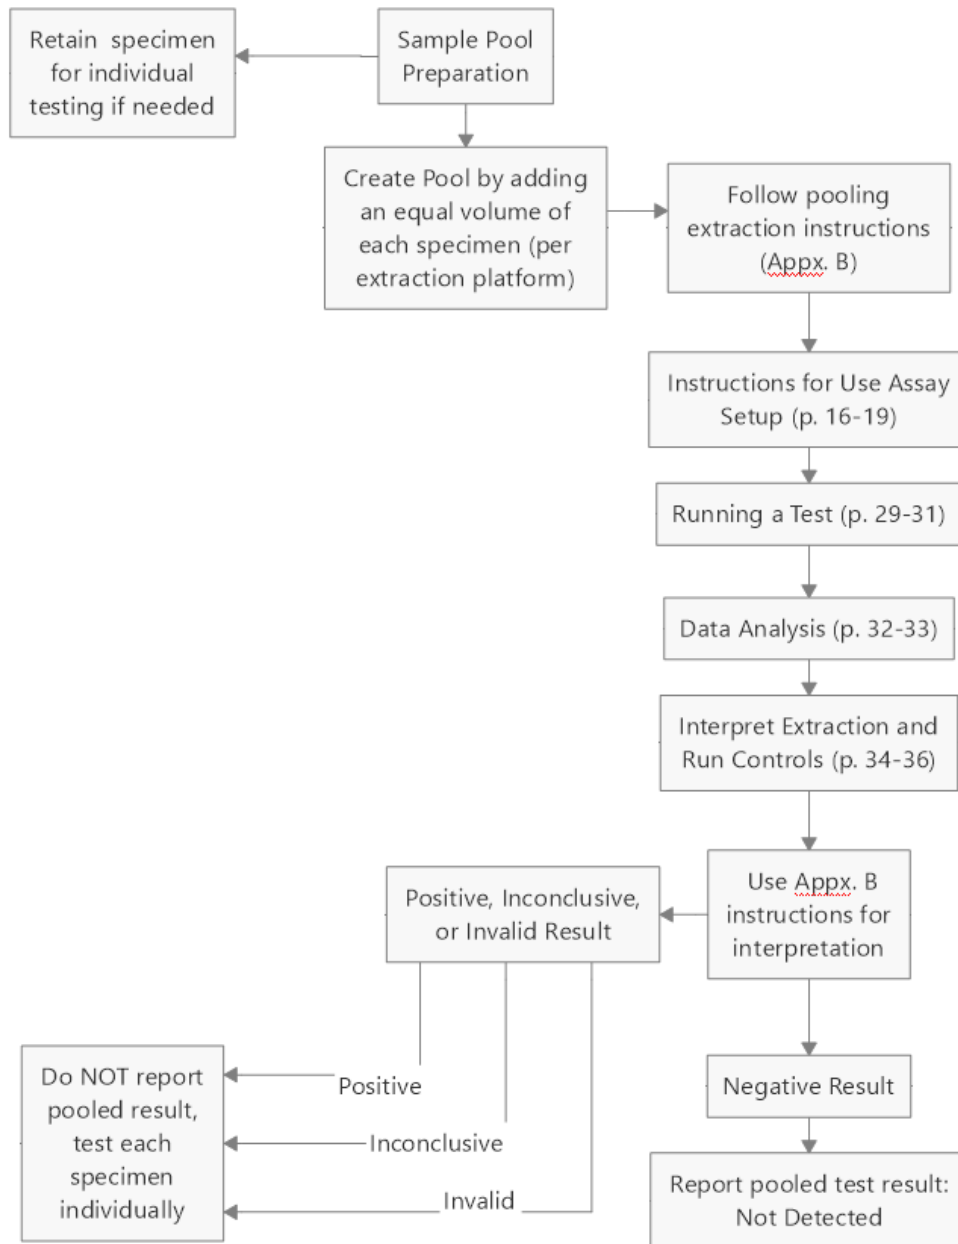 Retain specimen
for individual
testing if needed
Sample Pool
Preparation
Create Pool by adding
an equal volume of
each specimen (per
extraction platform)
Follow pooling
extraction instructions
(Appx. B)
Instructions for Use Assay
Setup (p. 16-19)
Running a Test (p. 29-31)
Data Analysis (p. 32-33)
Interpret Extraction and
Run Controls (p. 34-36)
Use Appx. B
instructions for
interpretation
Positive, Inconclusive,
or Invalid Result
Positive
Inconclusive
Invalid
Do NOT report
pooled result,
test each
specimen
individually
Negative Result
Report pooled test result:
Not Detected